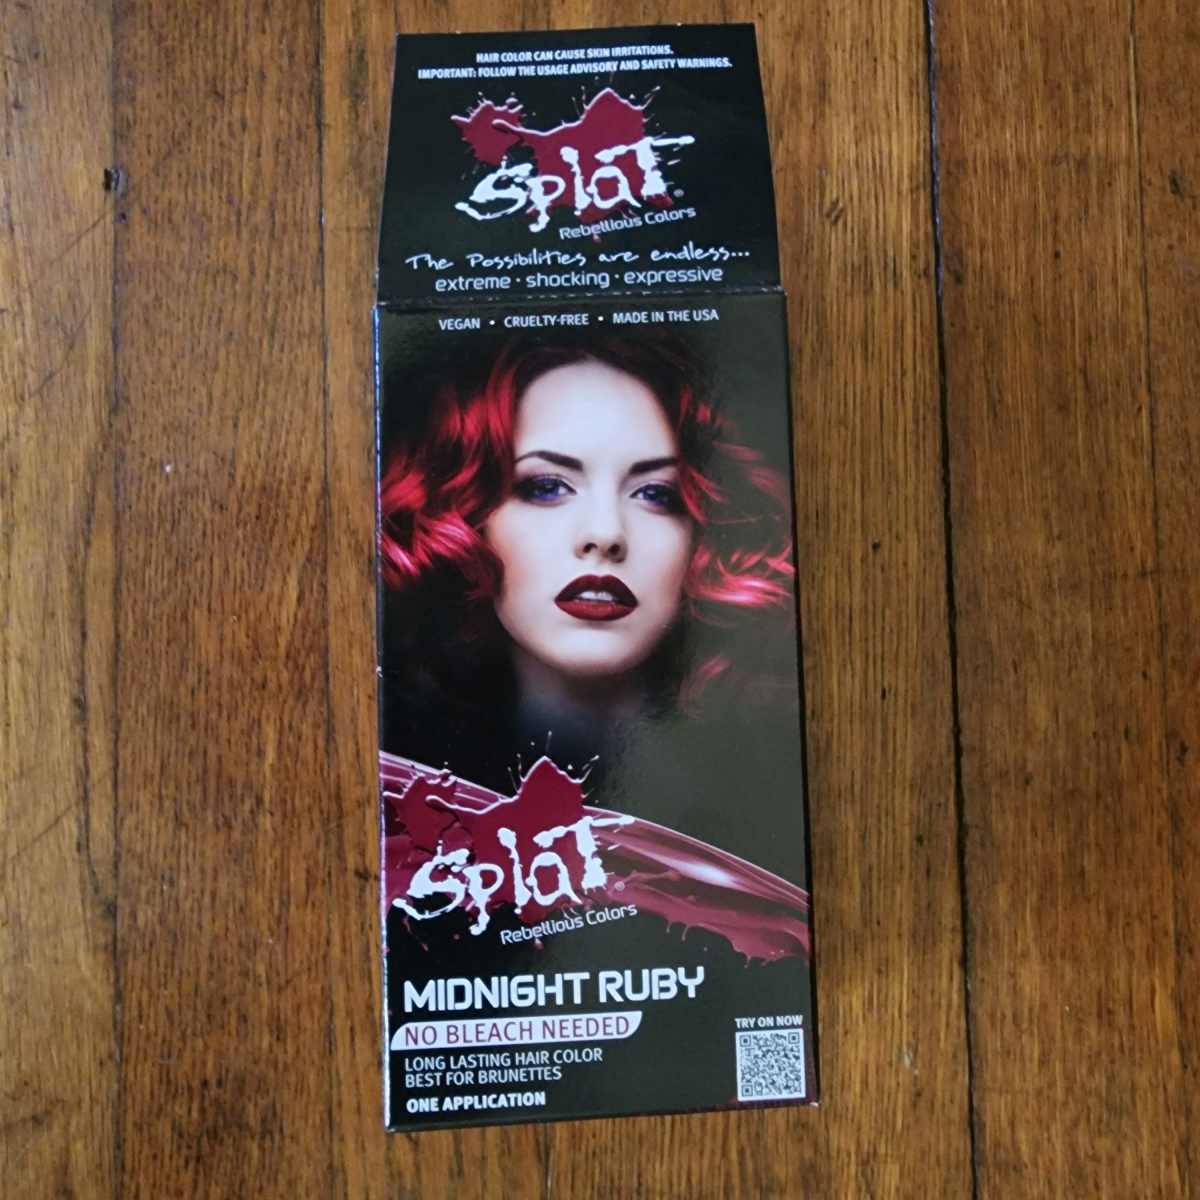 HAIR COLOR CAN CAUSE SKIN IRRITATIONS.
IMPORTANT: FOLLOW THE USAGE ADVISORY AND SAFETY WARNINGS.
SPlāT®
Rebellious Colors
The Possibilities are endless...
extreme · shocking · expressive
VEGAN • CRUELTY-FREE • MADE IN THE USA
SPlāT®
Rebellious Colors
MIDNIGHT RUBY
NO BLEACH NEEDED
LONG LASTING HAIR COLOR
BEST FOR BRUNETTES
ONE APPLICATION
TRY ON NOW